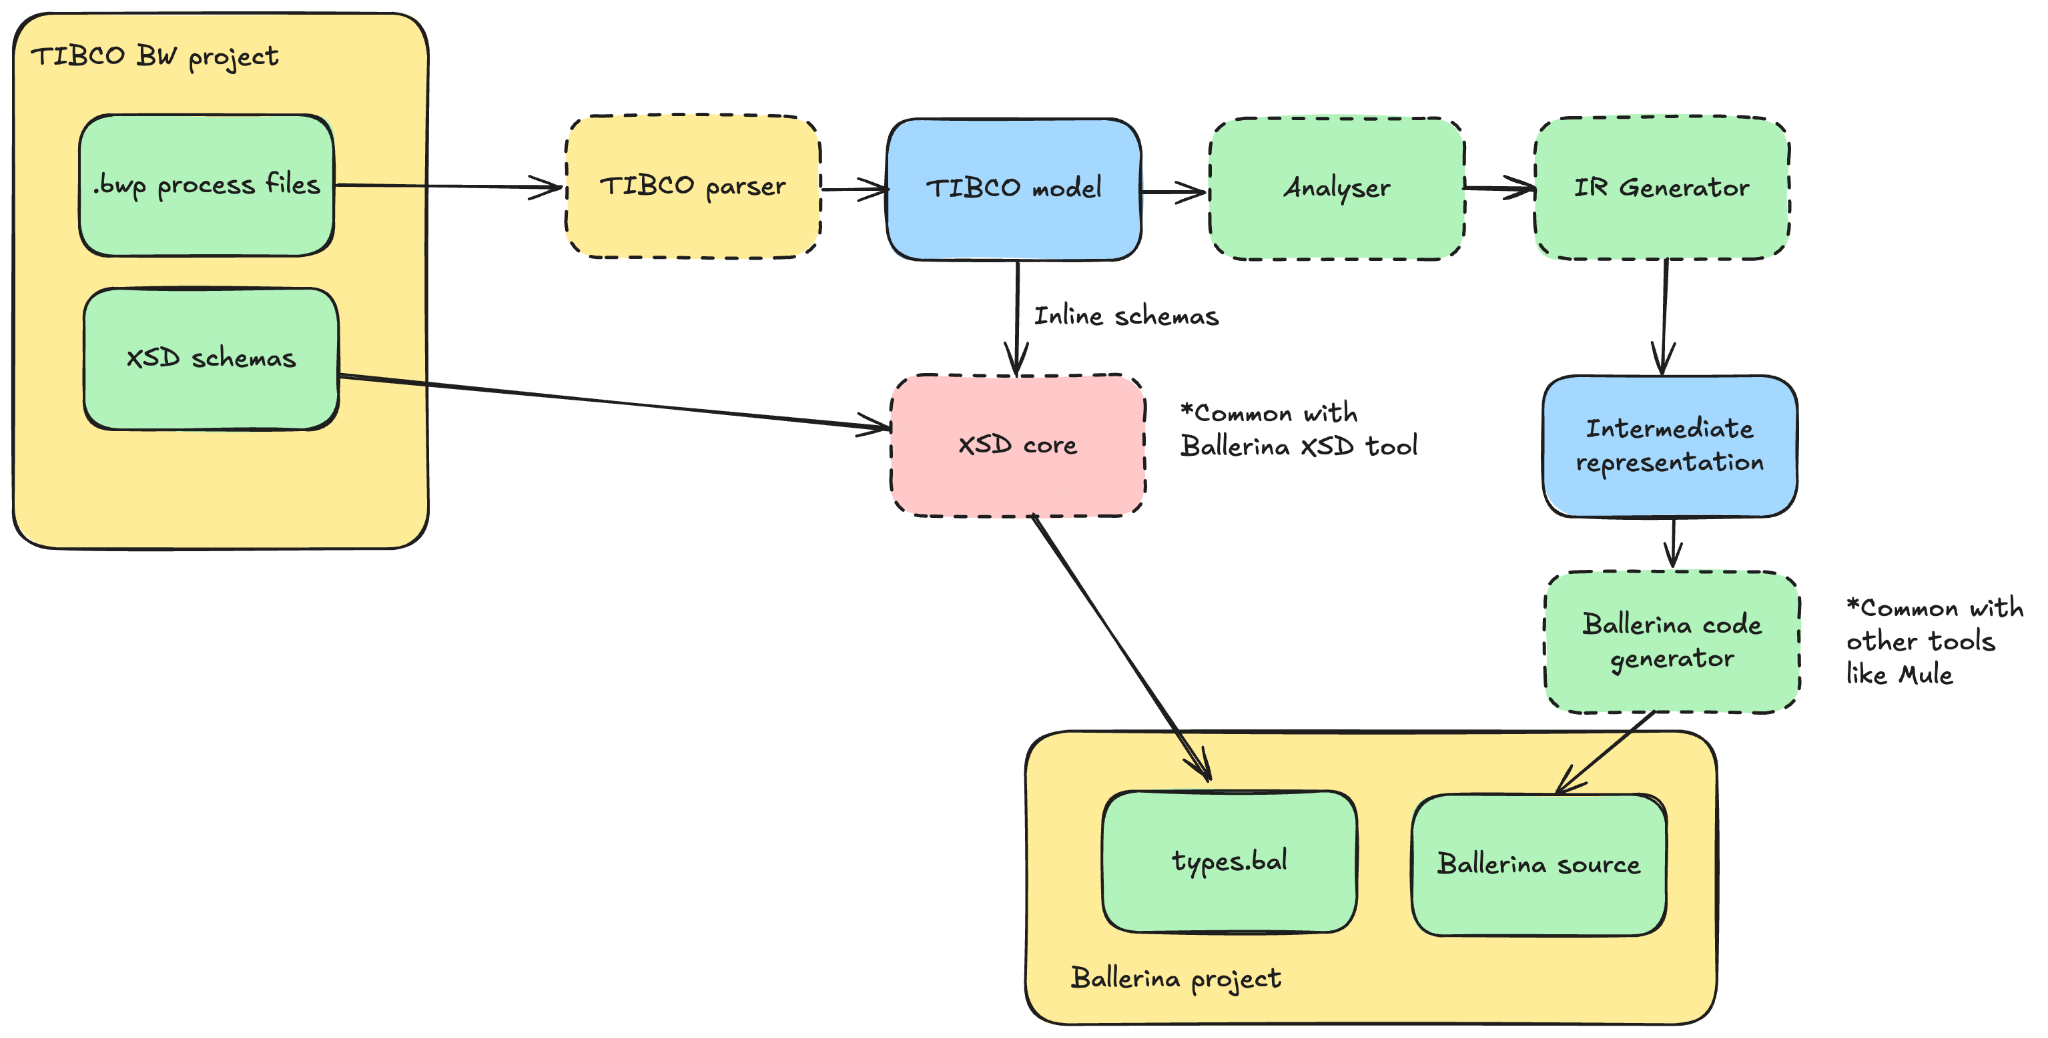 TIBCO BW project
.bwp process files
TIBCO parser
TIBCO model
Analyser
IR Generator
Inline schemas
XSD schemas
XSD core
*Common with
Ballerina XSD tool
Intermediate
representation
Ballerina code
generator
*Common with
other tools
like Mule
types.bal
Ballerina source
Ballerina project